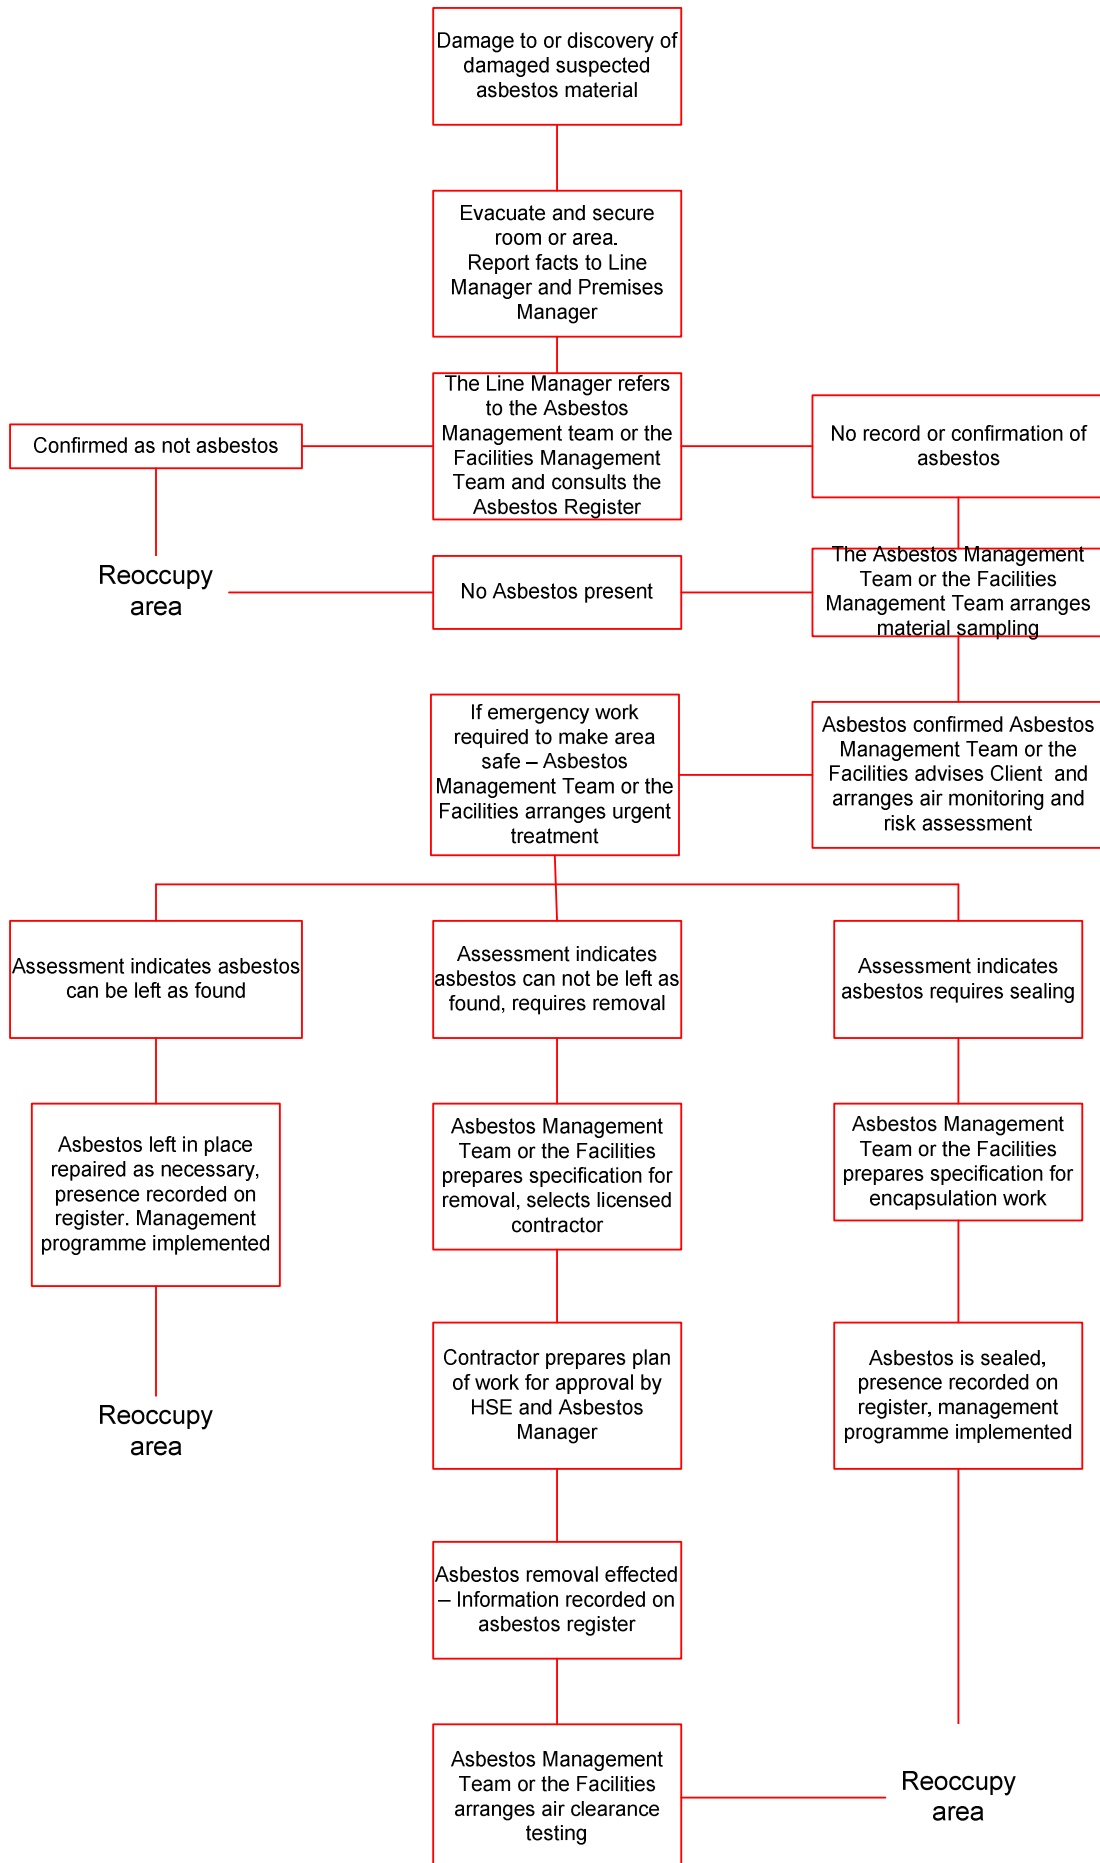 Damage to or discovery of
damaged suspected
asbestos material
Evacuate and secure
room or area.
Report facts to Line
Manager and Premises
Manager
The Line Manager refers
to the Asbestos
Management team or the
Facilities Management
Team and consults the
Asbestos Register
Confirmed as not asbestos
No record or confirmation of
asbestos
Reoccupy
area
No Asbestos present
The Asbestos Management
Team or the Facilities
Management Team arranges
material sampling
If emergency work
required to make area
safe – Asbestos
Management Team or the
Facilities arranges urgent
treatment
Asbestos confirmed Asbestos
Management Team or the
Facilities advises Client and
arranges air monitoring and
risk assessment
Assessment indicates asbestos
can be left as found
Assessment indicates
asbestos can not be left as
found, requires removal
Assessment indicates
asbestos requires sealing
Asbestos left in place
repaired as necessary,
presence recorded on
register. Management
programme implemented
Asbestos Management
Team or the Facilities
prepares specification for
removal, selects licensed
contractor
Asbestos Management
Team or the Facilities
prepares specification for
encapsulation work
Reoccupy
area
Contractor prepares plan
of work for approval by
HSE and Asbestos
Manager
Asbestos is sealed,
presence recorded on
register, management
programme implemented
Asbestos removal effected
– Information recorded on
asbestos register
Asbestos Management
Team or the Facilities
arranges air clearance
testing
Reoccupy
area